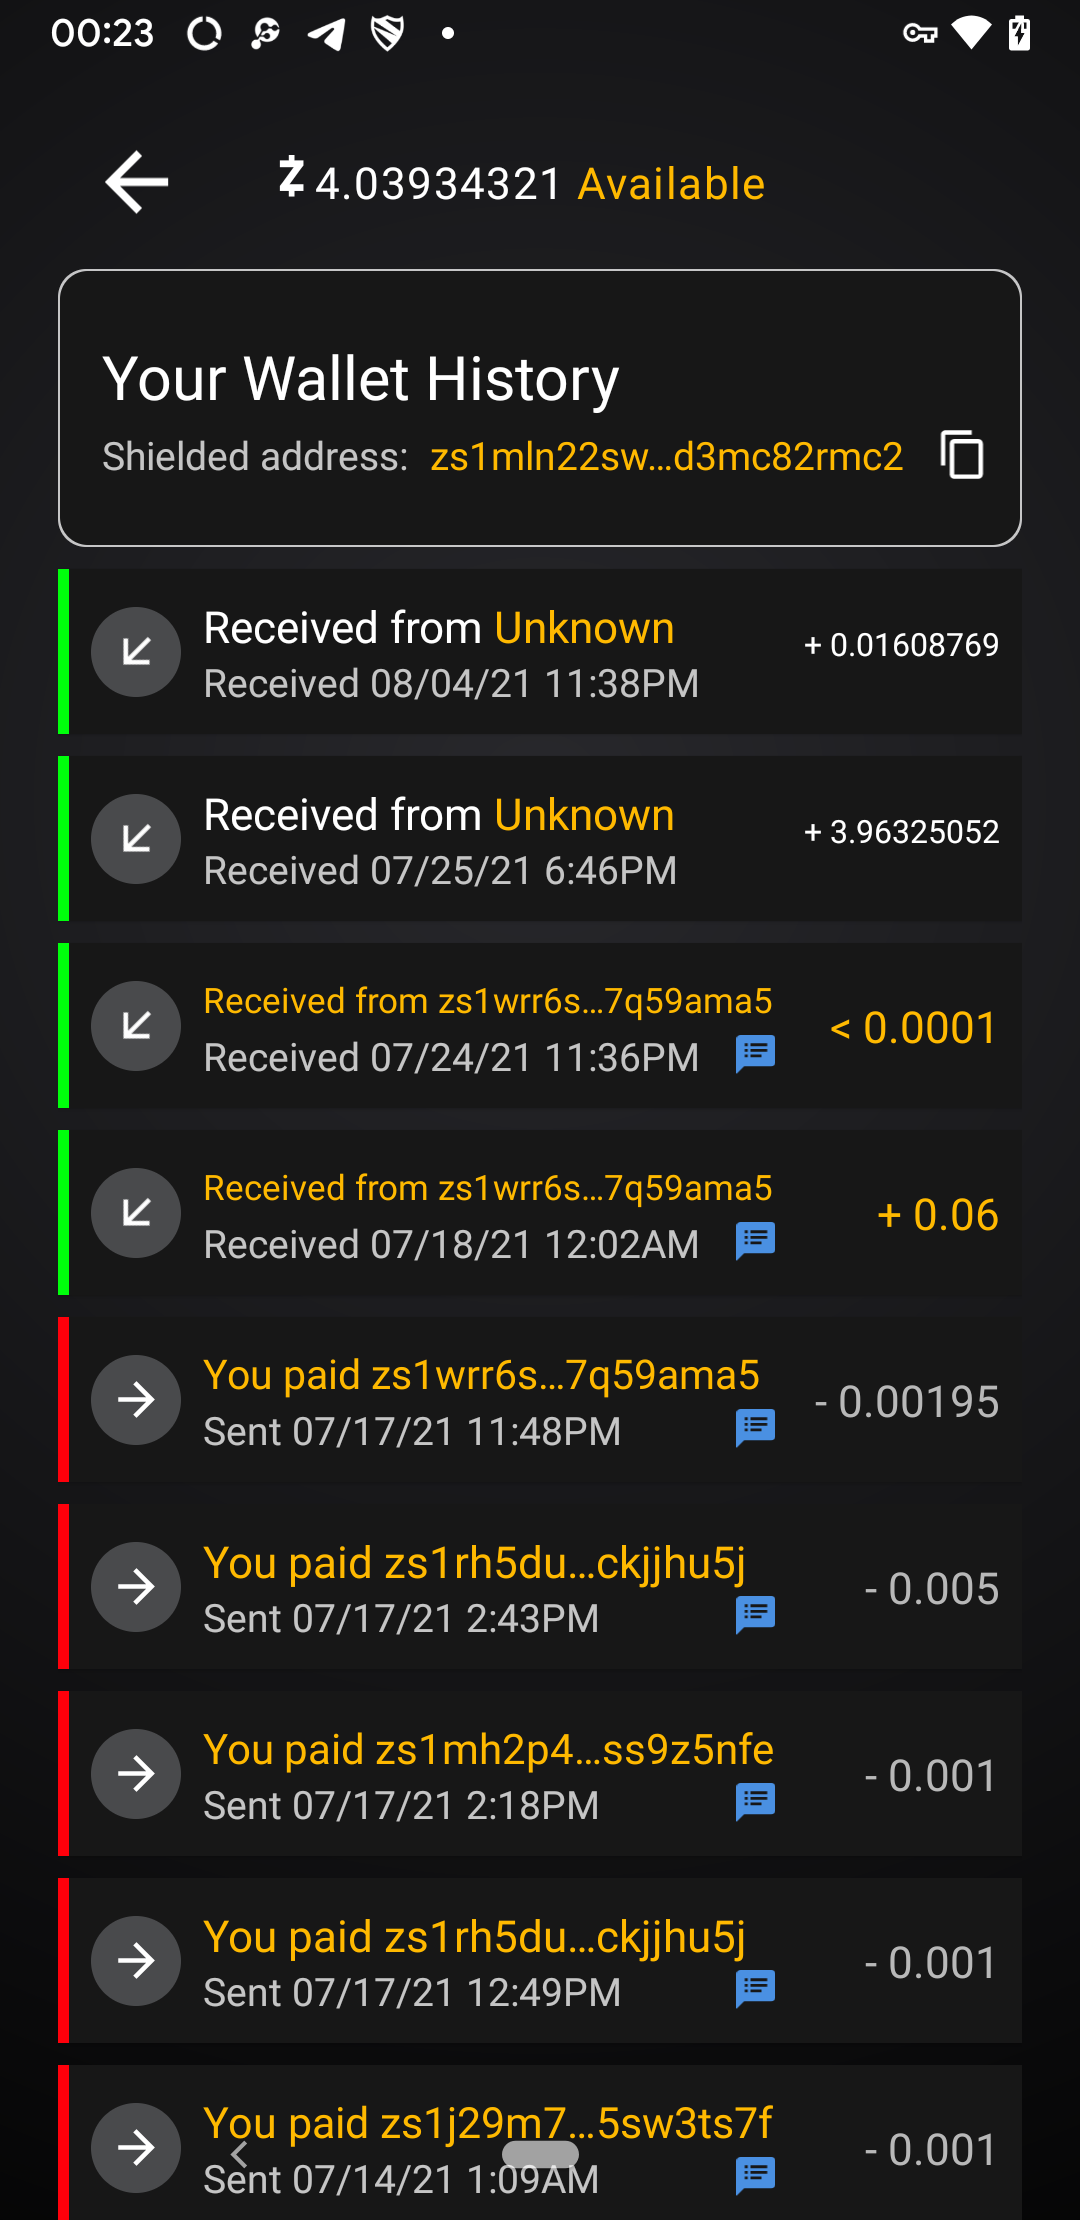 00:23
ⓩ4.03934321 Available
Your Wallet History
Shielded address: zs1mln22sw...d3mc82rmc2
Received from Unknown
+ 0.01608769
Received 08/04/21 11:38PM
Received from Unknown
+ 3.96325052
Received 07/25/21 6:46PM
Received from zs1wrr6s...7q59ama5
< 0.0001
Received 07/24/21 11:36PM
Received from zs1wrr6s...7q59ama5
+ 0.06
Received 07/18/21 12:02AM
You paid zs1wrr6s...7q59ama5
- 0.00195
Sent 07/17/21 11:48PM
You paid zs1rh5du...ckjjhu5j
- 0.005
Sent 07/17/21 2:43PM
You paid zs1mh2p4...ss9z5nfe
- 0.001
Sent 07/17/21 2:18PM
You paid zs1rh5du...ckjjhu5j
- 0.001
Sent 07/17/21 12:49PM
You paid zs1j29m7...5sw3ts7f
- 0.001
Sent 07/14/21 1:09AM